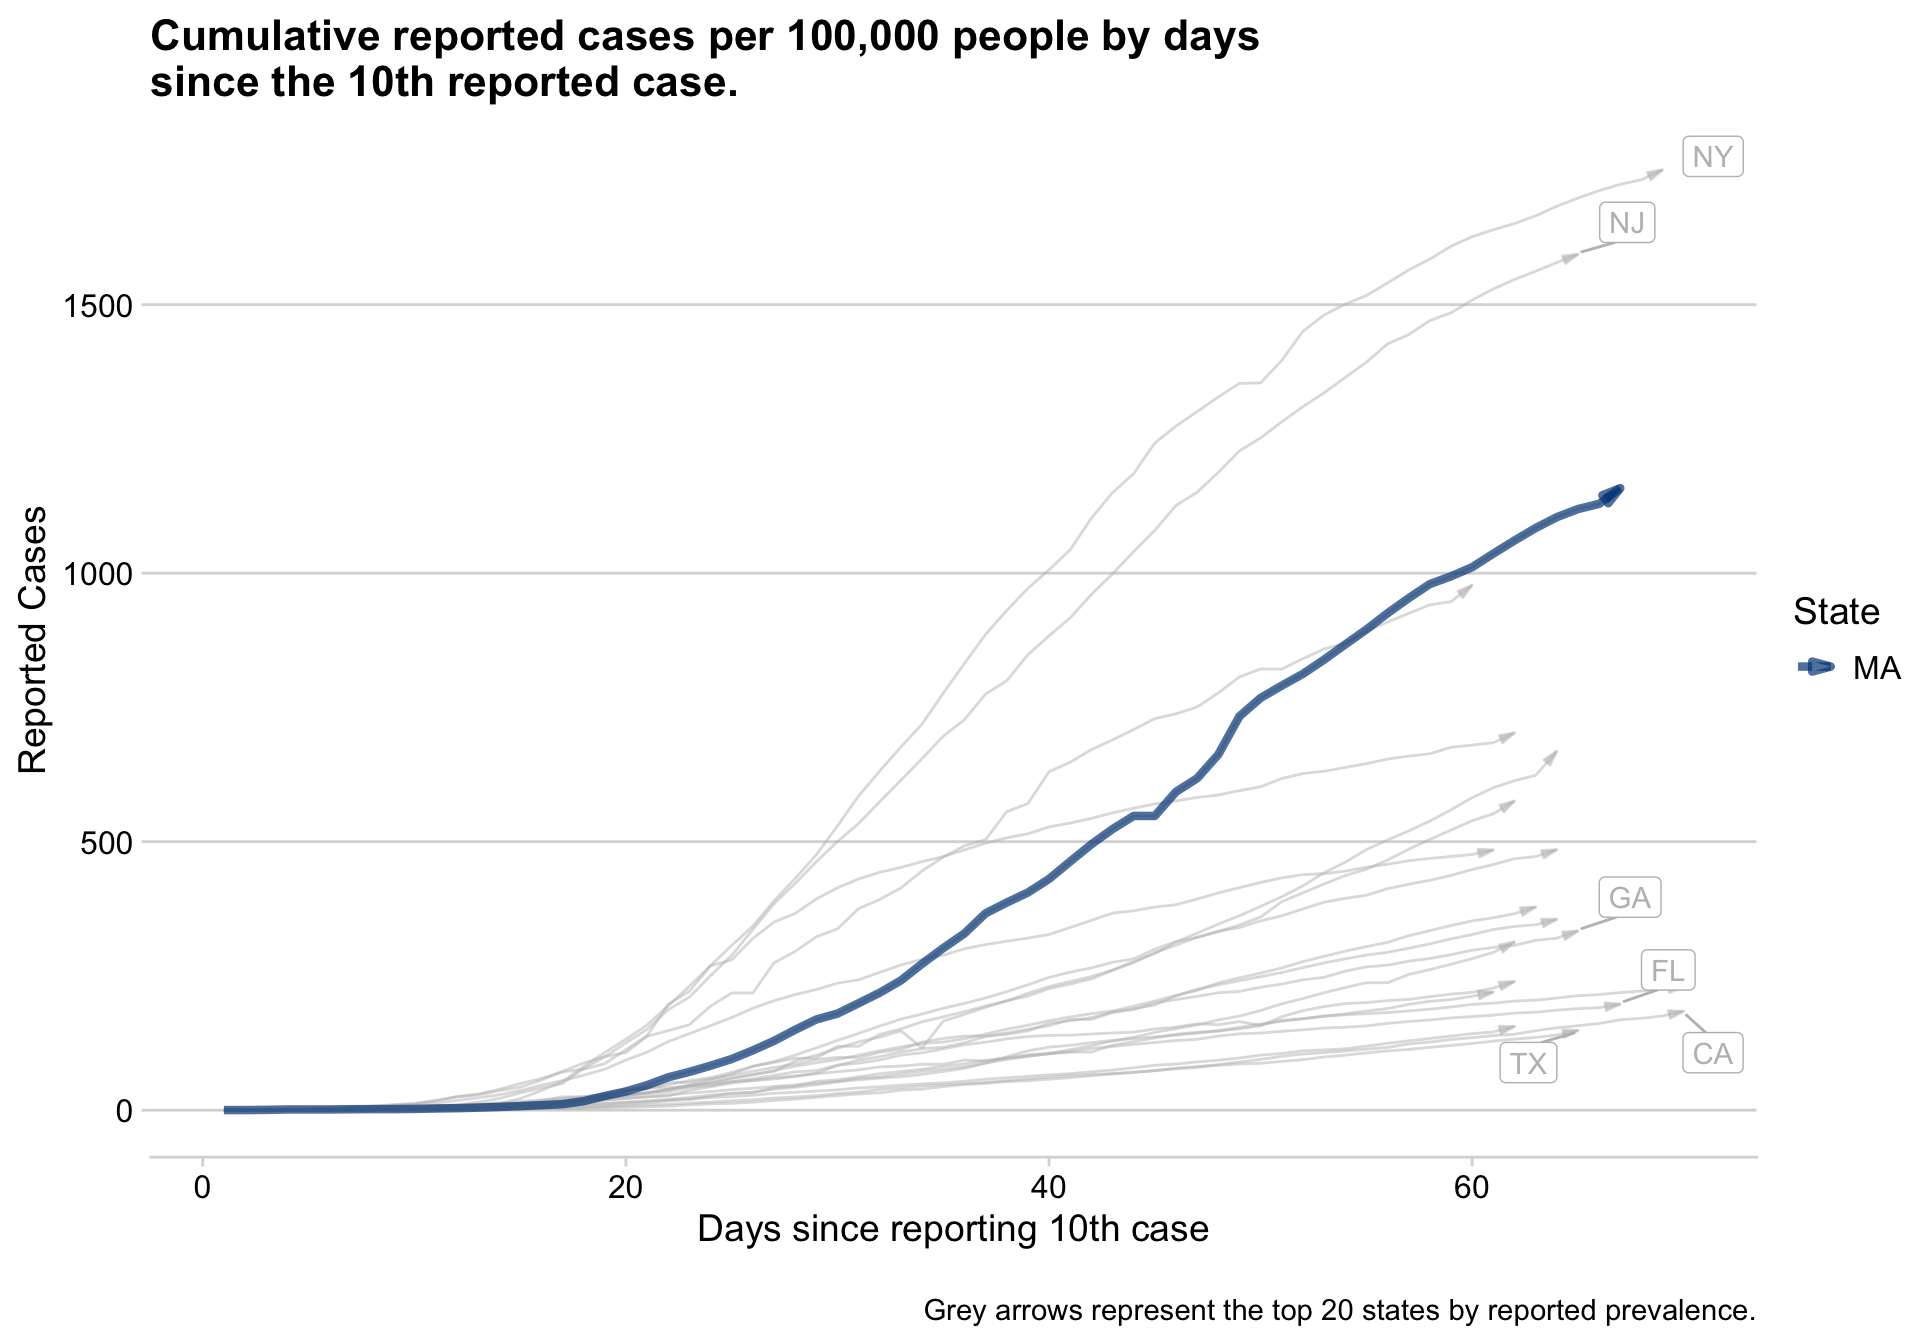 Cumulative reported cases per 100,000 people by days
since the 10th reported case.
NY
NJ
1500
1000
500
0
Reported Cases
GA
FL
TX
CA
State
MA
0
20
40
60
Days since reporting 10th case
Grey arrows represent the top 20 states by reported prevalence.